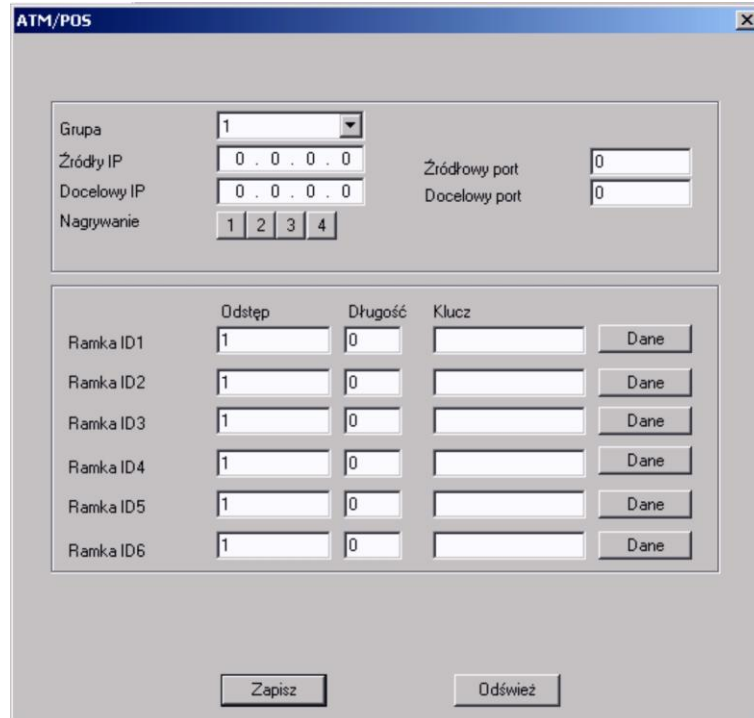 ATM/POS
Grupa 1
Źródły IP 0 . 0 . 0 . 0 Źródłowy port 0
Docelowy IP 0 . 0 . 0 . 0 Docelowy port 0
Nagrywanie 1 2 3 4
Odstęp Długość Klucz
Ramka ID1 1 0 Dane
Ramka ID2 1 0 Dane
Ramka ID3 1 0 Dane
Ramka ID4 1 0 Dane
Ramka ID5 1 0 Dane
Ramka ID6 1 0 Dane
Zapisz Odśwież